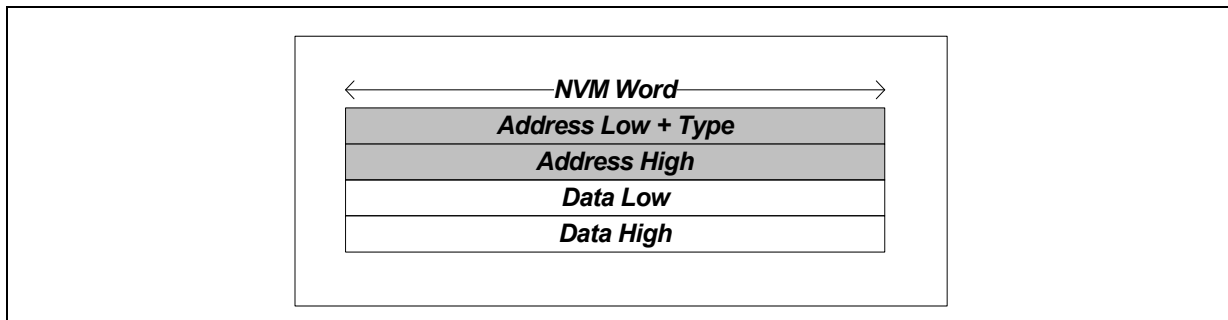 NVM Word
Address Low + Type
Address High
Data Low
Data High